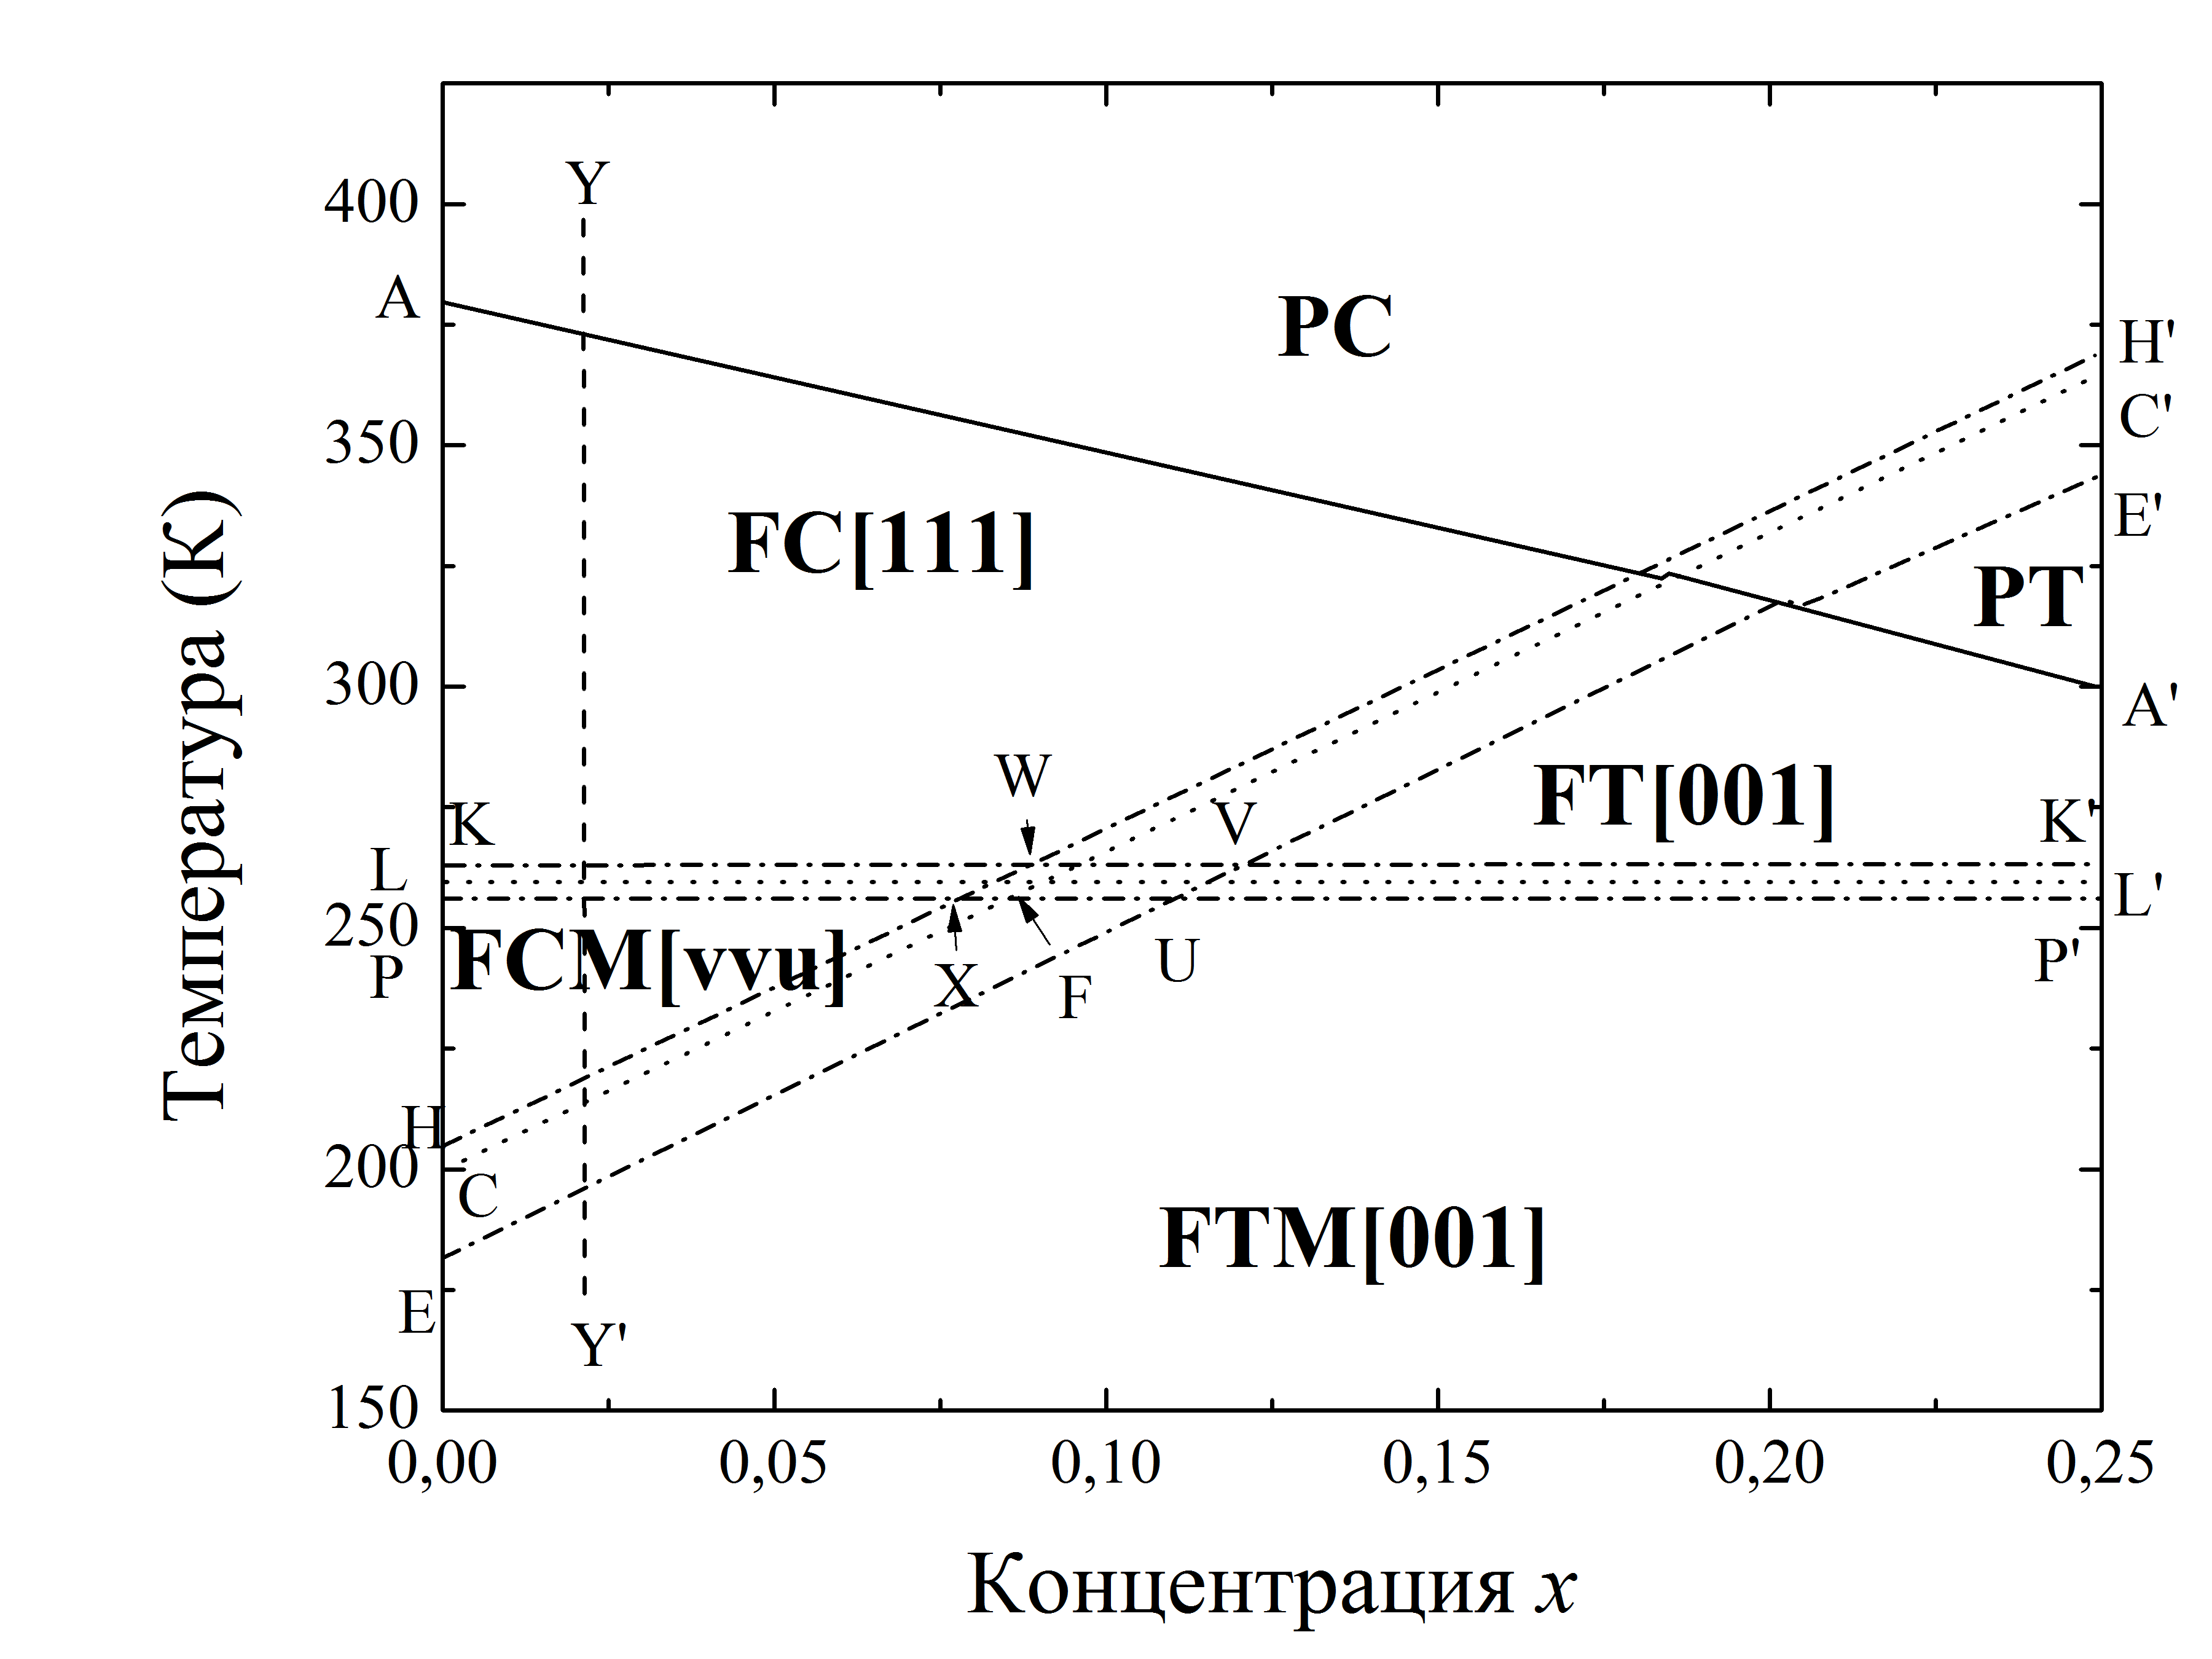 Температура (К)
400
350
300
250
200
150
0,00
0,05
0,10
0,15
0,20
0,25
Концентрация x
Y
A
PC
H'
C'
FC[111]
E'
PT
A'
W
FT[001]
K
V
K'
L
L'
P
FCM[vvu]
X
F
U
P'
H
C
FTM[001]
E
Y'